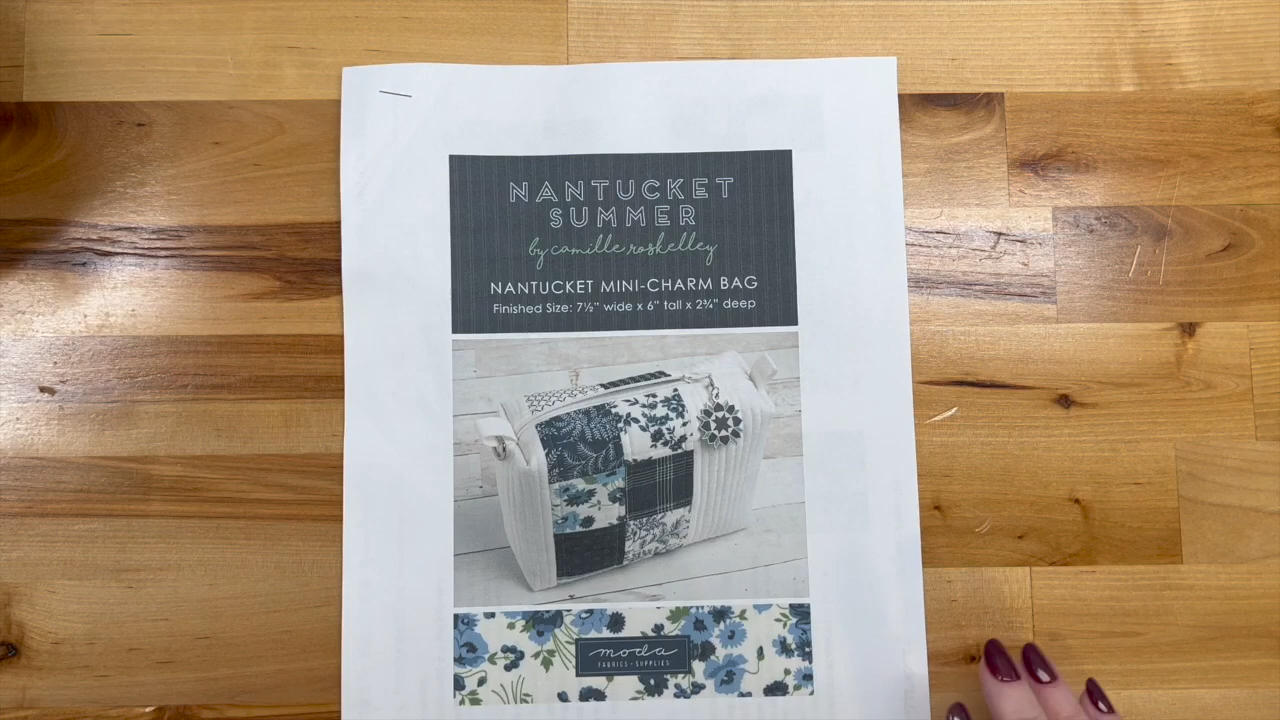 NANTUCKET
SUMMER
by camille roskelley
NANTUCKET MINI-CHARM BAG
Finished Size: 7½" wide x 6" tall x 2¾" deep
moda
FABRICS + SUPPLIES